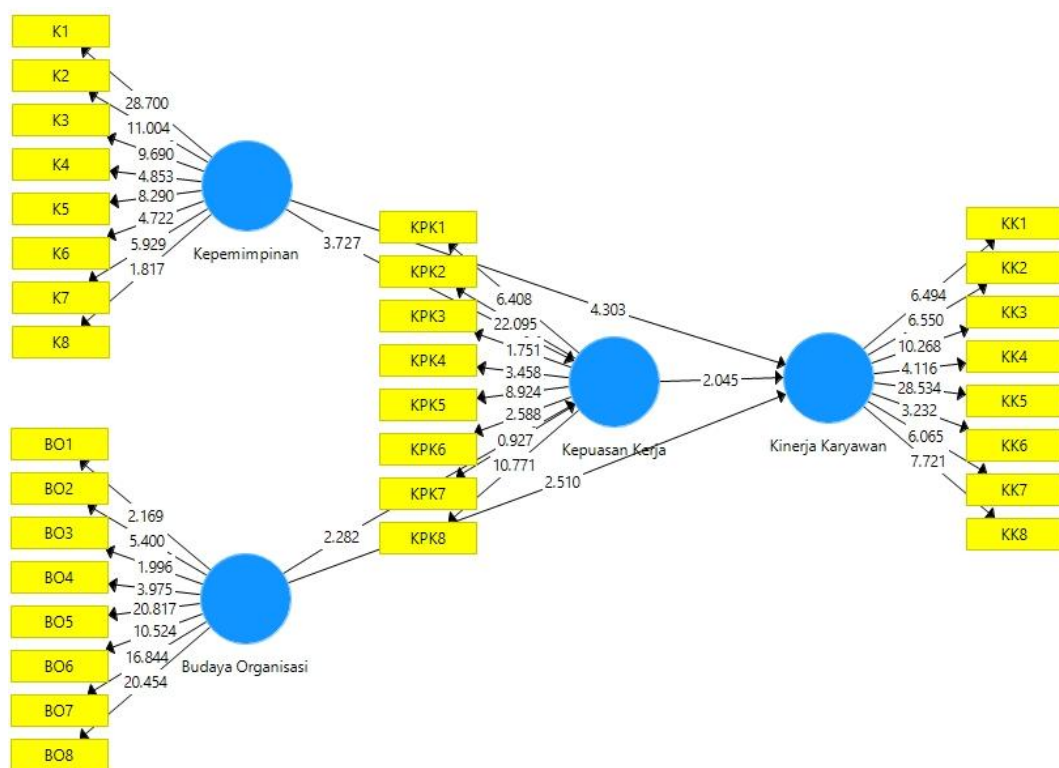 K1
K2
K3
K4
K5
K6
K7
K8
28.700
11.004
9.690
4.853
8.290
4.722
5.929
1.817
Kepemimpinan
3.727
4.303
KPK1
KPK2
KPK3
KPK4
KPK5
KPK6
KPK7
KPK8
6.408
22.095
1.751
3.458
8.924
2.588
0.927
10.771
Kepuasan Kerja
2.045
Kinerja Karyawan
6.494
6.550
10.268
4.116
28.534
3.232
6.065
7.721
KK1
KK2
KK3
KK4
KK5
KK6
KK7
KK8
BO1
BO2
BO3
BO4
BO5
BO6
BO7
BO8
2.169
5.400
1.996
3.975
20.817
10.524
16.844
20.454
Budaya Organisasi
2.282
2.510